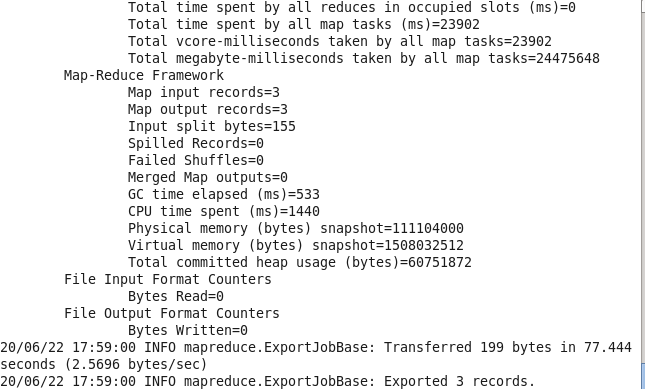 Total time spent by all reduces in occupied slots (ms)=0
Total time spent by all map tasks (ms)=23902
Total vcore-milliseconds taken by all map tasks=23902
Total megabyte-milliseconds taken by all map tasks=24475648
Map-Reduce Framework
Map input records=3
Map output records=3
Input split bytes=155
Spilled Records=0
Failed Shuffles=0
Merged Map outputs=0
GC time elapsed (ms)=533
CPU time spent (ms)=1440
Physical memory (bytes) snapshot=111104000
Virtual memory (bytes) snapshot=1508032512
Total committed heap usage (bytes)=60751872
File Input Format Counters
Bytes Read=0
File Output Format Counters
Bytes Written=0
20/06/22 17:59:00 INFO mapreduce.ExportJobBase: Transferred 199 bytes in 77.444
seconds (2.5696 bytes/sec)
20/06/22 17:59:00 INFO mapreduce.ExportJobBase: Exported 3 records.